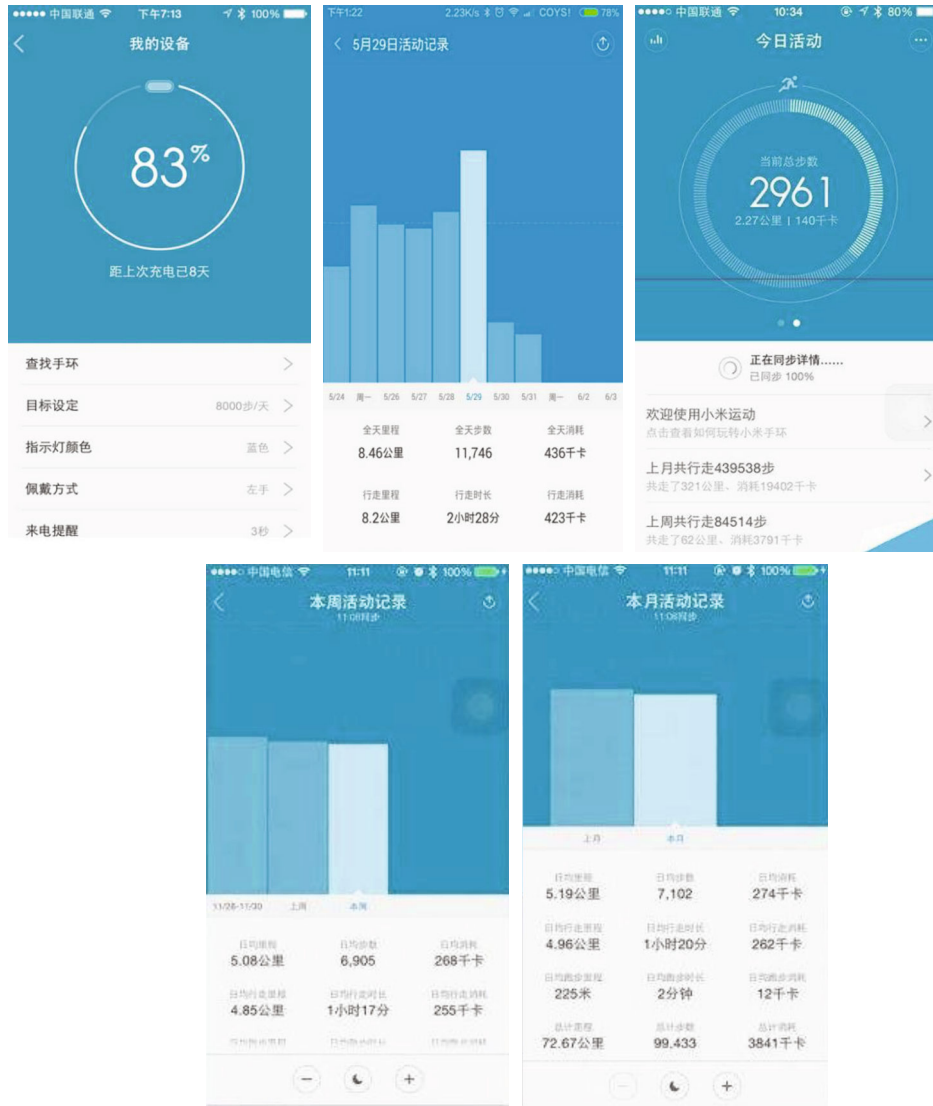 中国联通 下午7:13 100%
我的设备
83%
距上次充电已8天
查找手环
目标设定 8000步/天
指示灯颜色 蓝色
佩戴方式 左手
来电提醒 3秒
下午1:22 2.23K/s COYS! 78%
5月29日活动记录
5/24 周一 5/26 5/27 5/28 5/29 5/30 5/31 周一 6/2 6/3
全天里程 全天步数 全天消耗
8.46公里 11,746 436千卡
行走里程 行走时长 行走消耗
8.2公里 2小时28分 423千卡
中国联通 10:34 80%
今日活动
当前总步数
2961
2.27公里 | 140千卡
正在同步详情......
已同步 100%
欢迎使用小米运动
点击查看如何玩转小米手环
上月共行走439538步
共走了321公里、消耗19402千卡
上周共行走84514步
共走了62公里、消耗3791千卡
中国电信 11:11 100%
本周活动记录
11:08同步
11/26-11/30 上周 本周
日均里程 日均步数 日均消耗
5.08公里 6,905 268千卡
日均行走里程 日均行走时长 日均行走消耗
4.85公里 1小时17分 255千卡
日均跑步里程 日均跑步时长 日均跑步消耗
中国电信 11:11 100%
本月活动记录
11:08同步
上月 本月
日均里程 日均步数 日均消耗
5.19公里 7,102 274千卡
日均行走里程 日均行走时长 日均行走消耗
4.96公里 1小时20分 262千卡
日均跑步里程 日均跑步时长 日均跑步消耗
225米 2分钟 12千卡
总计里程 总计步数 总计消耗
72.67公里 99,433 3841千卡